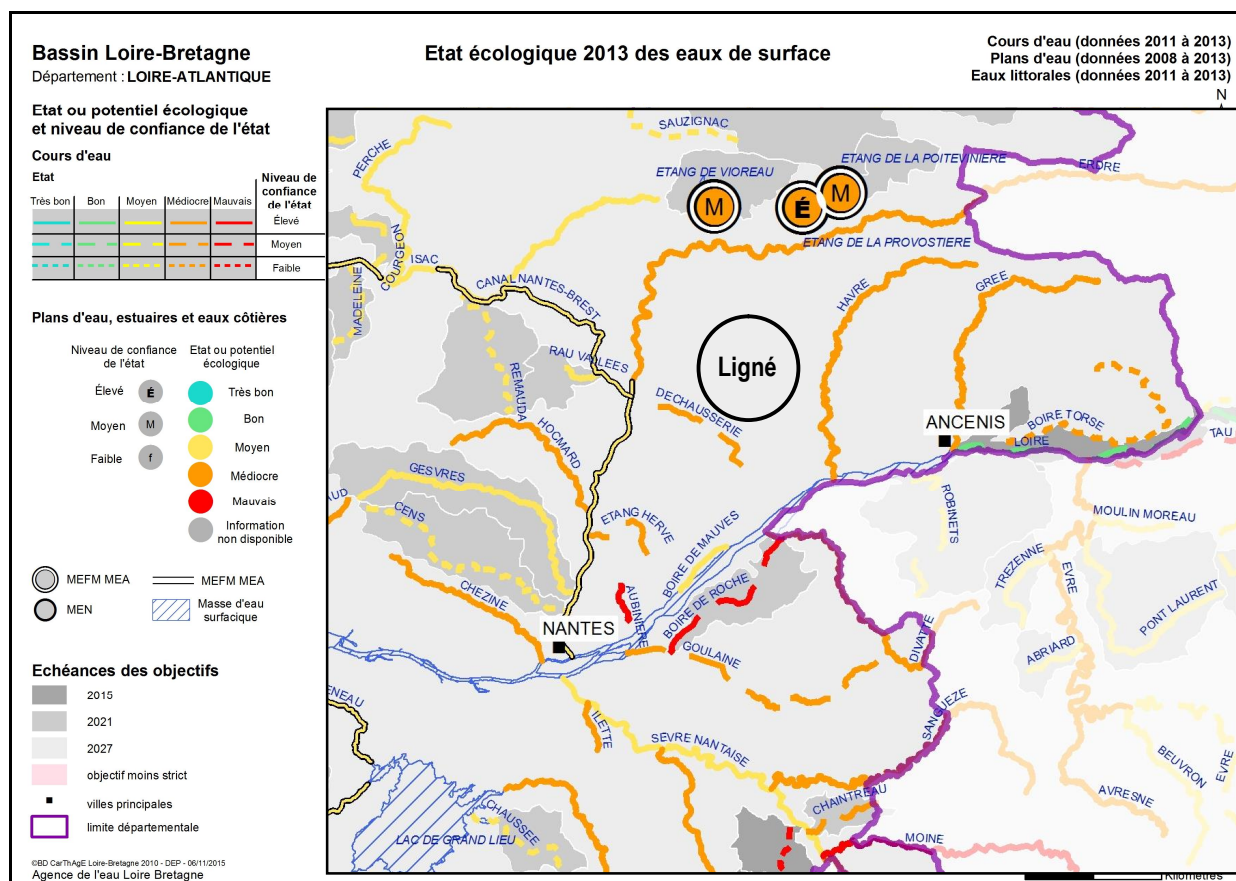 Bassin Loire-Bretagne
Département : LOIRE-ATLANTIQUE
Etat écologique 2013 des eaux de surface
Cours d'eau (données 2011 à 2013)
Plans d'eau (données 2008 à 2013)
Eaux littorales (données 2011 à 2013)
N
Etat ou potentiel écologique
et niveau de confiance de l'état
Cours d'eau
Etat
Niveau de
confiance
de l'état
Très bon
Bon
Moyen
Médiocre
Mauvais
Élevé
Moyen
Faible
Plans d'eau, estuaires et eaux côtières
Niveau de confiance
de l'état
Etat ou potentiel
écologique
Élevé
É
Très bon
Moyen
M
Bon
Faible
f
Moyen
Médiocre
Mauvais
Information
non disponible
MEFM MEA
MEFM MEA
MEN
Masse d'eau
surfacique
Echéances des objectifs
2015
2021
2027
objectif moins strict
villes principales
limite départementale
©BD CarThAgE Loire-Bretagne 2010 - DEP - 06/11/2015
Agence de l'eau Loire Bretagne
SAUZIGNAC
PERCHE
ETANG DE VIOREAU
ETANG DE LA POITEVINIERE
ERDRE
M
É
M
ETANG DE LA PROVOSTIERE
COURGEON
ISAC
MADELEINE
CANAL NANTES-BREST
HAVRE
GREE
RAU VALLEES
REMAUDA
Ligné
DECHAUSSERIE
ANCENIS
BOIRE TORSE
LOIRE
TAU
HOCMARD
GESVRES
CENS
AUD
ETANG HERVE
BOIRE DE MAUVES
ROBINETS
MOULIN MOREAU
TREZENNE
EVRE
PONT LAURENT
CHEZINE
AUBINIERE
BOIRE DE ROCHE
NANTES
GOULAINE
DIVATTE
ABRIARD
ENEAU
ILETTE
SEVRE NANTAISE
SANGUEZE
BEUVRON
EVRE
AVRESNE
CHAINTREAU
CHAUSSEE
LAC DE GRAND LIEU
MOINE
Kilomètres